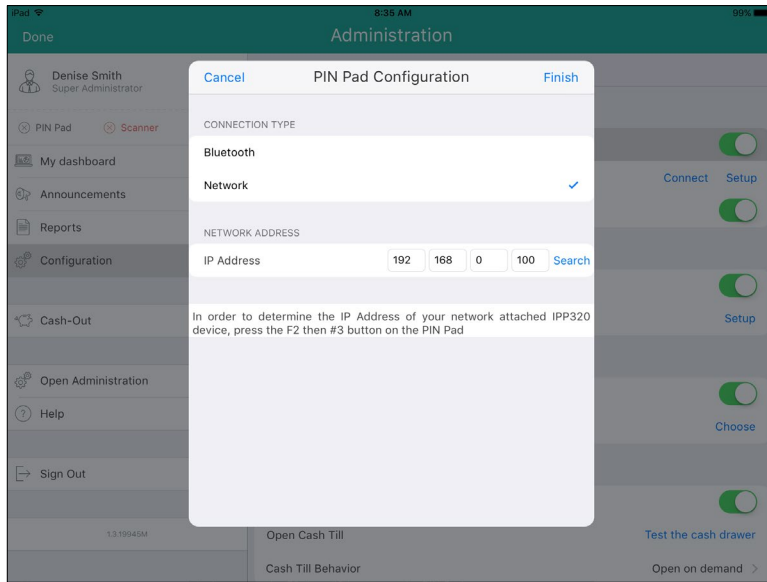 iPad 8:35 AM 99%
Done Administration
Denise Smith
Super Administrator
PIN Pad Scanner
My dashboard
Announcements
Reports
Configuration
Cash-Out
Open Administration
Help
Sign Out
1.3.19945M
Cancel PIN Pad Configuration Finish
CONNECTION TYPE
Bluetooth
Network
NETWORK ADDRESS
IP Address 192 168 0 100 Search
In order to determine the IP Address of your network attached IPP320
device, press the F2 then #3 button on the PIN Pad
Connect Setup
Setup
Choose
Open Cash Till Test the cash drawer
Cash Till Behavior Open on demand